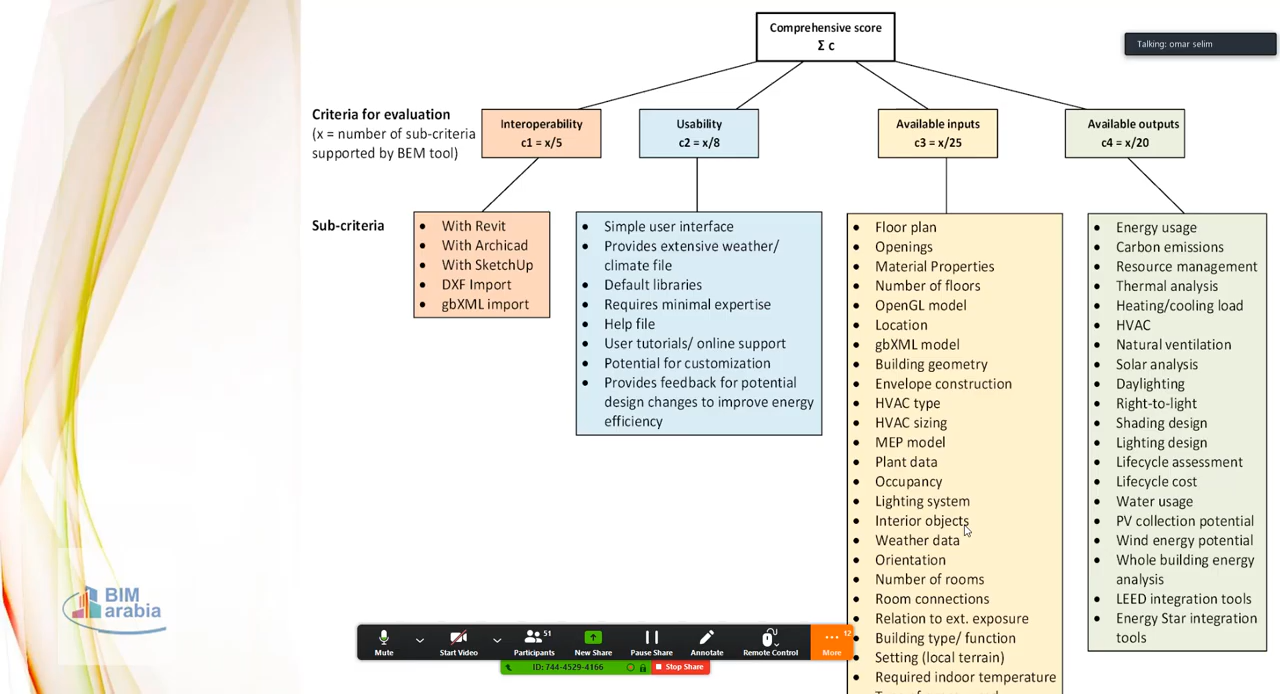 Comprehensive score
Σ c
Talking: omar selim
Criteria for evaluation
(x = number of sub-criteria
supported by BEM tool)
Interoperability
c1 = x/5
Usability
c2 = x/8
Available inputs
c3 = x/25
Available outputs
c4 = x/20
Sub-criteria
• With Revit
• With Archicad
• With SketchUp
• DXF Import
• gbXML import
• Simple user interface
• Provides extensive weather/
climate file
• Default libraries
• Requires minimal expertise
• Help file
• User tutorials/ online support
• Potential for customization
• Provides feedback for potential
design changes to improve energy
efficiency
• Floor plan
• Openings
• Material Properties
• Number of floors
• OpenGL model
• Location
• gbXML model
• Building geometry
• Envelope construction
• HVAC type
• HVAC sizing
• MEP model
• Plant data
• Occupancy
• Lighting system
• Interior objects
• Weather data
• Orientation
• Number of rooms
• Room connections
• Relation to ext. exposure
• Building type/ function
• Setting (local terrain)
• Required indoor temperature
• Energy usage
• Carbon emissions
• Resource management
• Thermal analysis
• Heating/cooling load
• HVAC
• Natural ventilation
• Solar analysis
• Daylighting
• Right-to-light
• Shading design
• Lighting design
• Lifecycle assessment
• Lifecycle cost
• Water usage
• PV collection potential
• Wind energy potential
• Whole building energy
analysis
• LEED integration tools
• Energy Star integration
tools
BIM
arabia
Mute
Start Video
51
Participants
New Share
Pause Share
Annotate
Remote Control
12
More
ID: 744-4529-4166
Stop Share